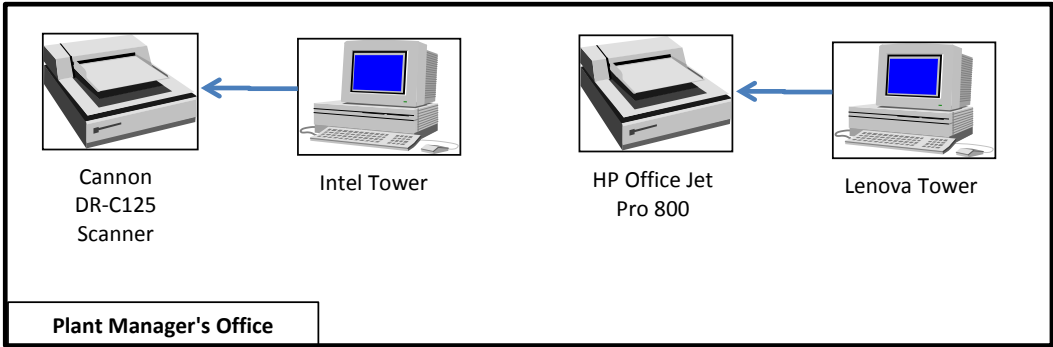 Cannon
DR-C125
Scanner
Intel Tower
HP Office Jet
Pro 800
Lenova Tower
Plant Manager's Office